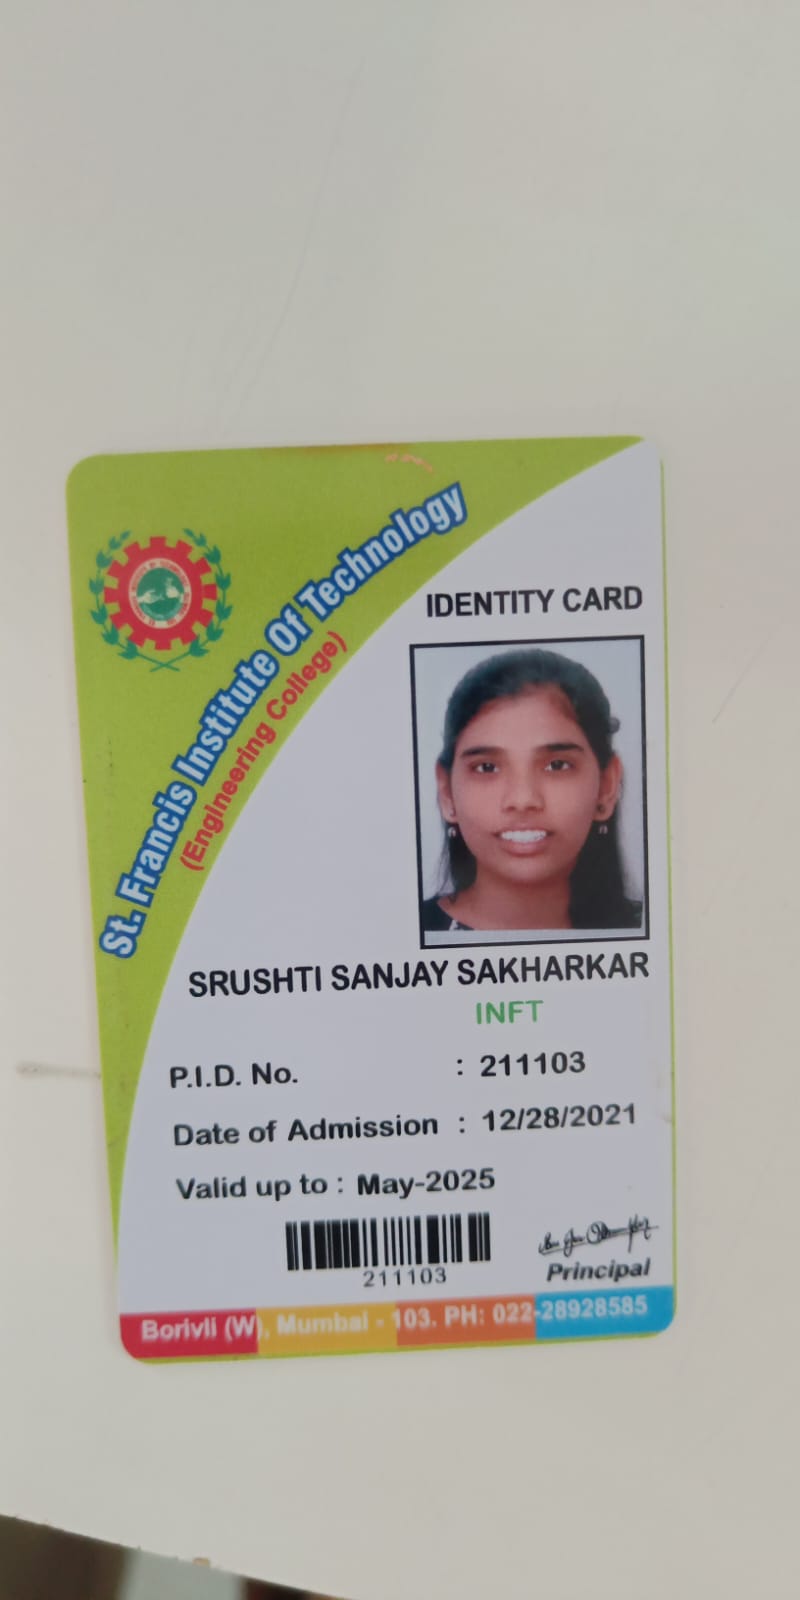 St. Francis Institute Of Technology
(Engineering College)
IDENTITY CARD
SRUSHTI SANJAY SAKHARKAR
INFT
P.I.D. No. : 211103
Date of Admission : 12/28/2021
Valid up to : May-2025
211103
Principal
Borivli (W), Mumbai - 103. PH: 022-28928585